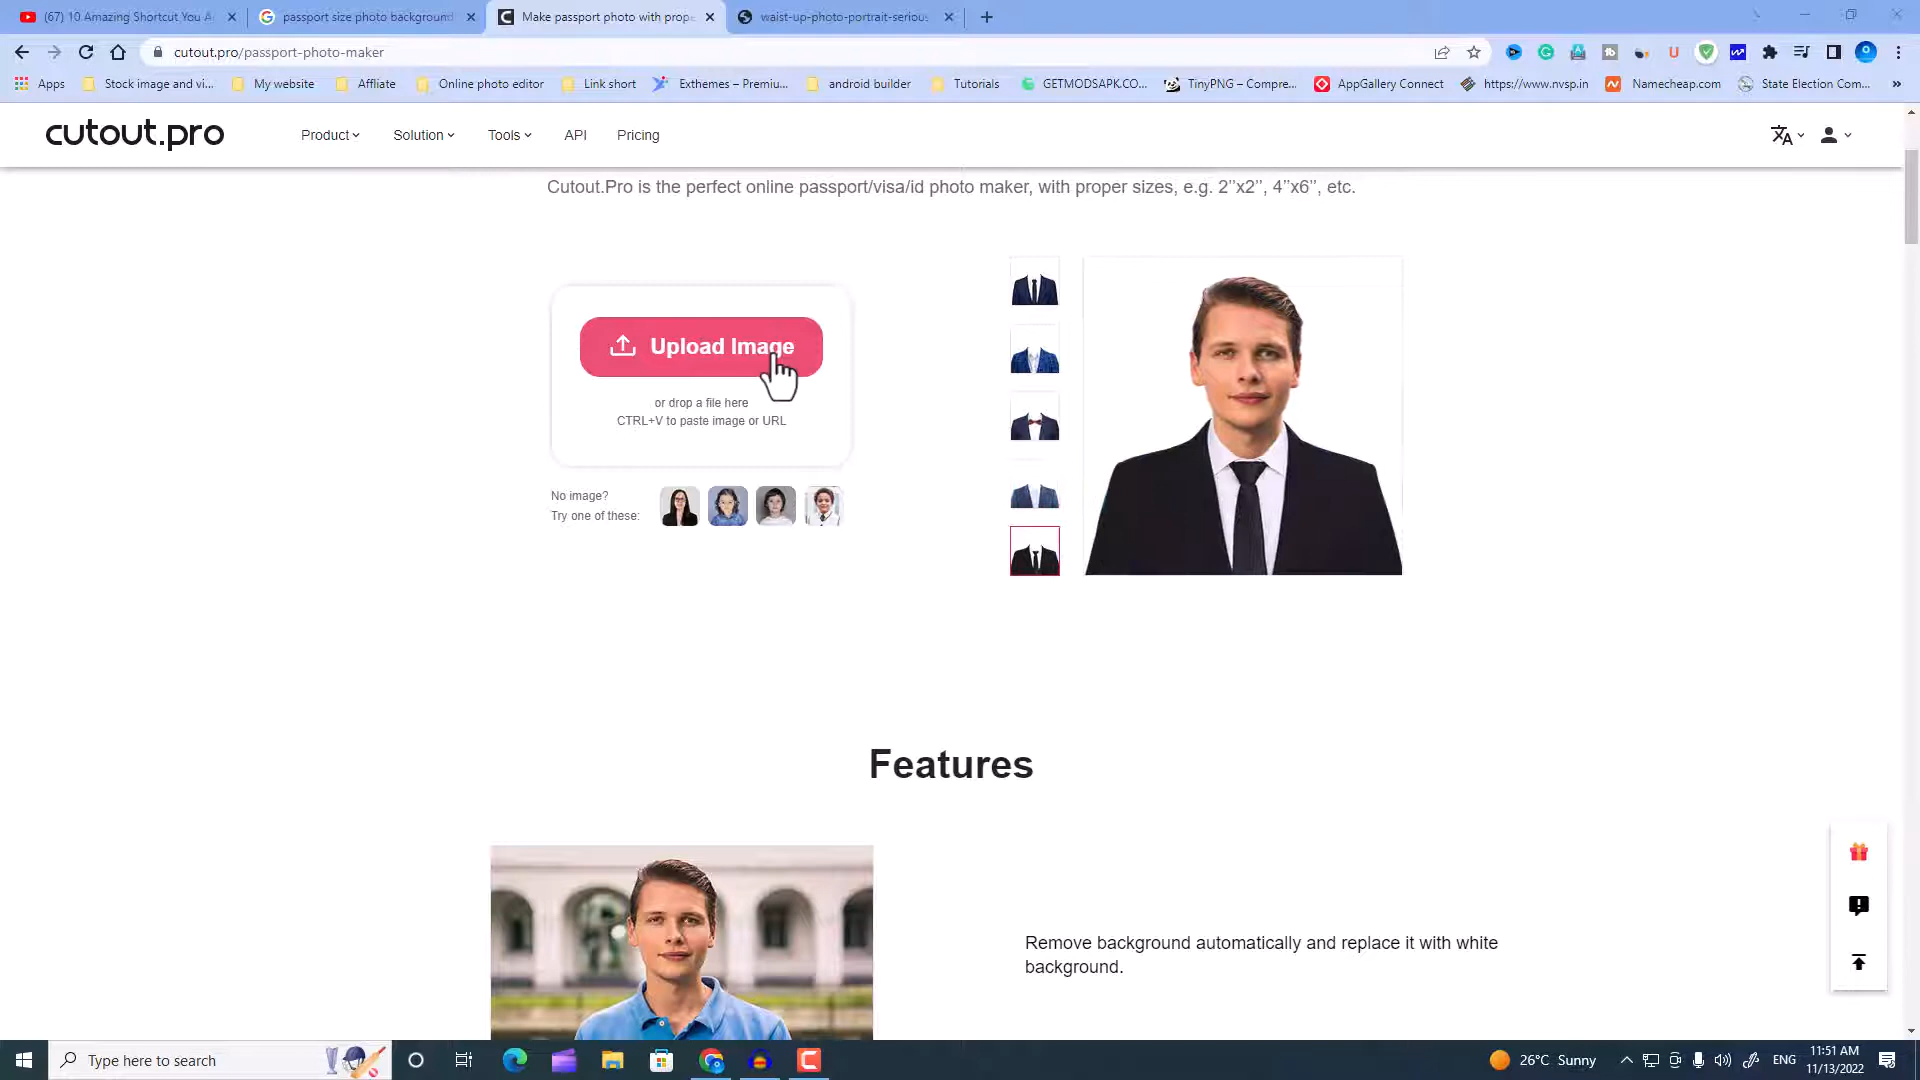 (67) 10 Amazing Shortcut You A
passport size photo background
Make passport photo with prope
waist-up-photo-portrait-serious
cutout.pro/passport-photo-maker
Apps
Stock image and vi...
My website
Affliate
Online photo editor
Link short
Exthemes – Premiu...
android builder
Tutorials
GETMODSAPK.CO...
TinyPNG – Compre...
AppGallery Connect
https://www.nvsp.in
Namecheap.com
State Election Com...
cutout.pro
Product
Solution
Tools
API
Pricing
Cutout.Pro is the perfect online passport/visa/id photo maker, with proper sizes, e.g. 2’’x2’’, 4’’x6’’, etc.
Upload Image
or drop a file here
CTRL+V to paste image or URL
No image?
Try one of these:
Features
Remove background automatically and replace it with white
background.
Type here to search
26°C Sunny
ENG
11:51 AM
11/13/2022